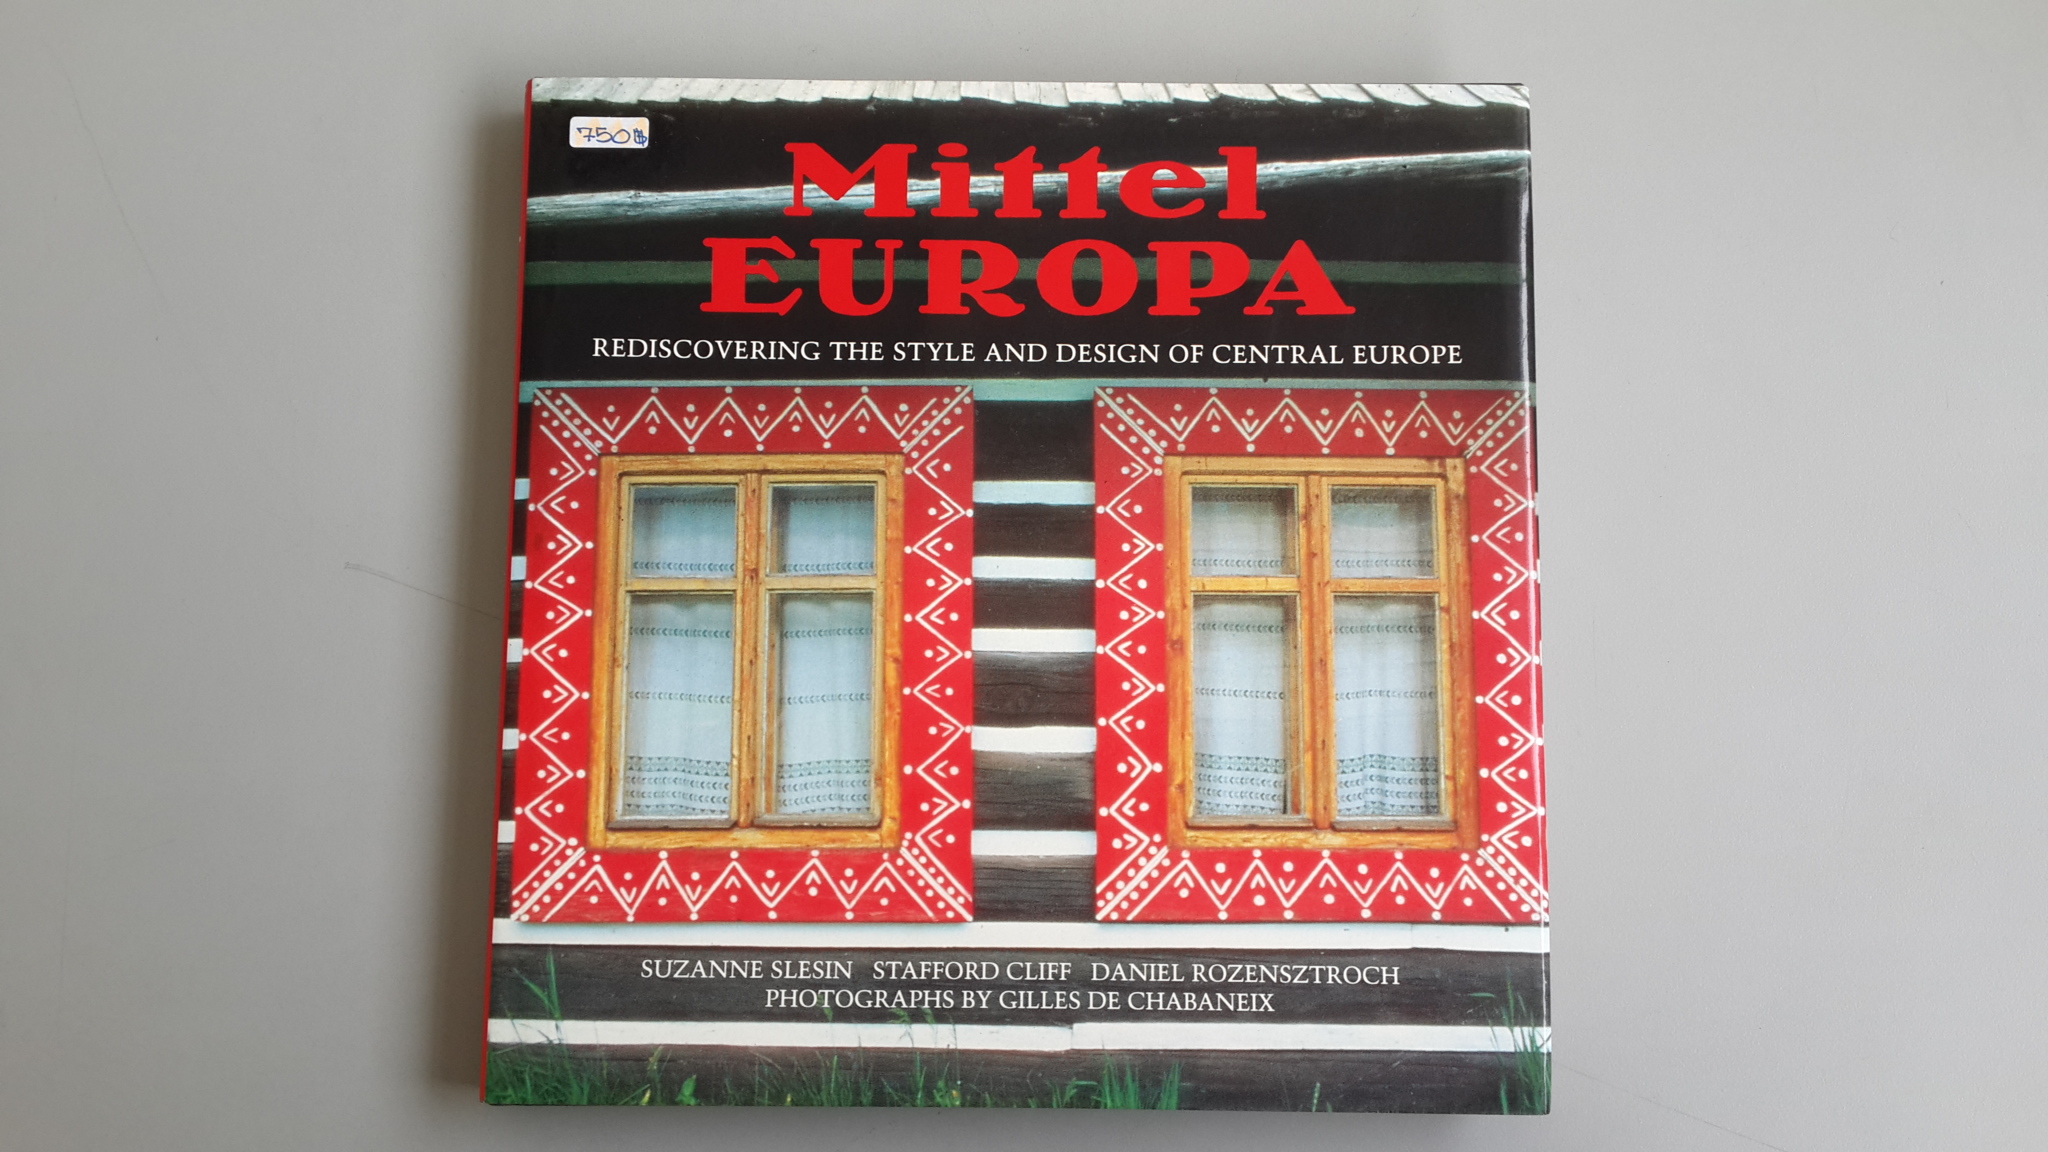 750฿
Mittel
EUROPA
REDISCOVERING THE STYLE AND DESIGN OF CENTRAL EUROPE
SUZANNE SLESIN STAFFORD CLIFF DANIEL ROZENSZTROCH
PHOTOGRAPHS BY GILLES DE CHABANEIX